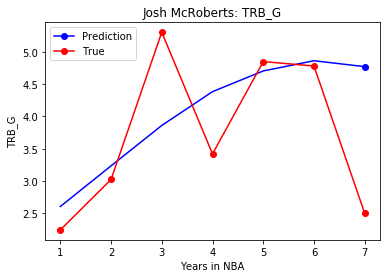 Josh McRoberts: TRB_G
Prediction
True
TRB_G
5.0
4.5
4.0
3.5
3.0
2.5
1 2 3 4 5 6 7
Years in NBA